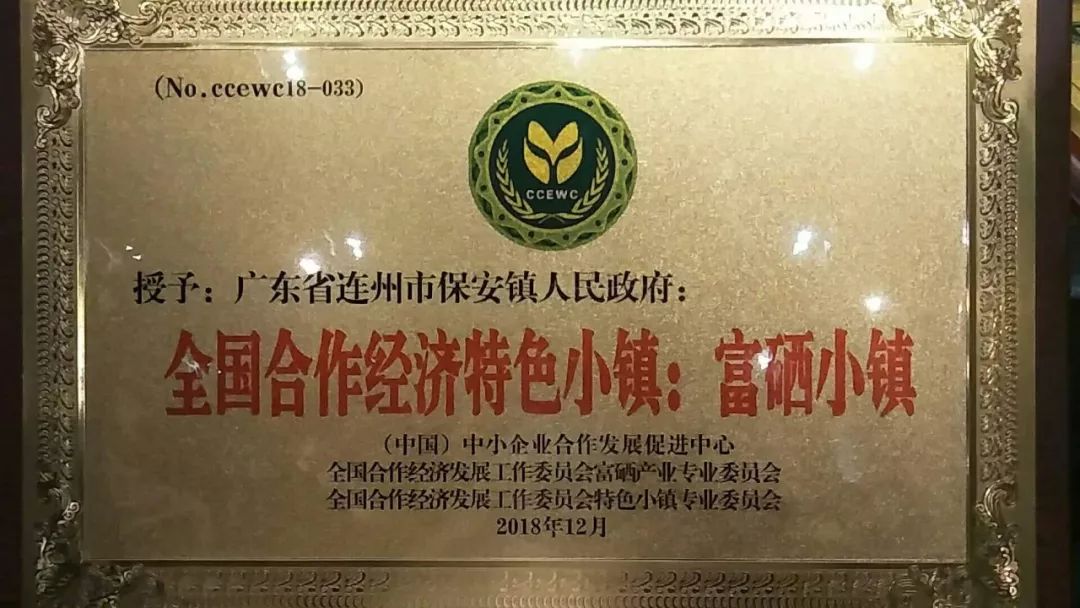 (No.ccewc18-033)
CCEWC
授予：广东省连州市保安镇人民政府：
全国合作经济特色小镇：富硒小镇
（中国）中小企业合作发展促进中心
全国合作经济发展工作委员会富硒产业专业委员会
全国合作经济发展工作委员会特色小镇专业委员会
2018年12月